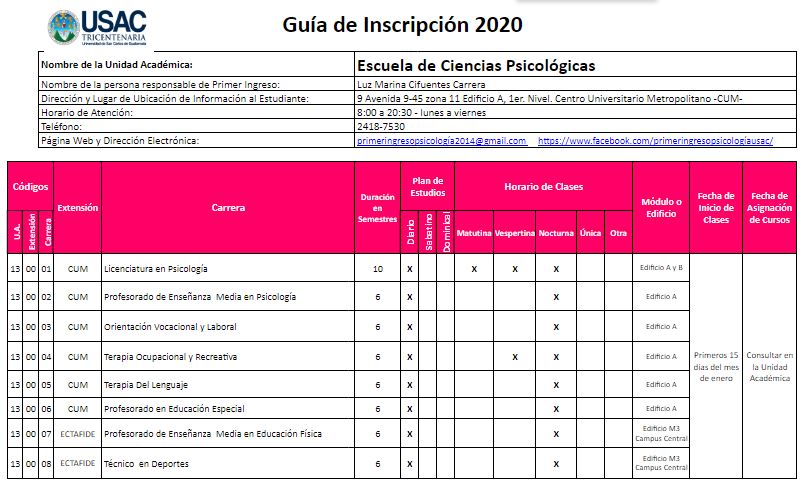 USAC
TRICENTENARIA
Universidad de San Carlos de Guatemala
Guía de Inscripción 2020
Nombre de la Unidad Académica: Escuela de Ciencias Psicológicas
Nombre de la persona responsable de Primer Ingreso: Luz Marina Cifuentes Carrera
Dirección y Lugar de Ubicación de Información al Estudiante: 9 Avenida 9-45 zona 11 Edificio A, 1er. Nivel. Centro Universitario Metropolitano -CUM-
Horario de Atención: 8:00 a 20:30 - lunes a viernes
Teléfono: 2418-7530
Página Web y Dirección Electrónica: primeringresopsicología2014@gmail.com https://www.facebook.com/primeringresopsicologíausac/
Códigos Extensión Carrera Duración en Semestres Plan de Estudios Horario de Clases Módulo o Edificio Fecha de Inicio de Clases Fecha de Asignación de Cursos
U.A. Extensión Carrera Diario Sabatino Dominical Matutina Vespertina Nocturna Única Otra
13 00 01 CUM Licenciatura en Psicología 10 X X X X Edificio A y B
13 00 02 CUM Profesorado de Enseñanza Media en Psicología 6 X X Edificio A
13 00 03 CUM Orientación Vocacional y Laboral 6 X X Edificio A
13 00 04 CUM Terapia Ocupacional y Recreativa 6 X X X Edificio A
Primeros 15 dias del mes de enero
Consultar en la Unidad Académica
13 00 05 CUM Terapia Del Lenguaje 6 X X Edificio A
13 00 06 CUM Profesorado en Educación Especial 6 X X Edificio A
13 00 07 ECTAFIDE Profesorado de Enseñanza Media en Educación Física 6 X X Edificio M3 Campus Central
13 00 08 ECTAFIDE Técnico en Deportes 6 X X Edificio M3 Campus Central